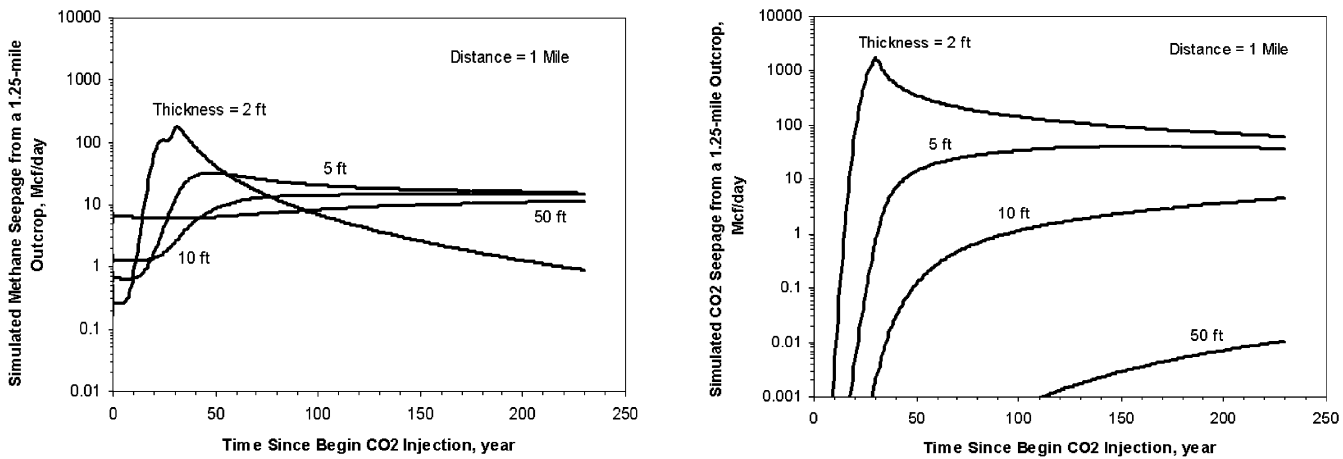 Simulated Methane Seepage from a 1.25-mile
Outcrop, Mcf/day
10000
1000
100
10
1
0.1
0.01
Distance = 1 Mile
Thickness = 2 ft
5 ft
10 ft
50 ft
0
50
100
150
200
250
Time Since Begin CO2 Injection, year
Simulated CO2 Seepage from a 1.25-mile Outcrop,
Mcf/day
10000
1000
100
10
1
0.1
0.01
0.001
Thickness = 2 ft
Distance = 1 Mile
5 ft
10 ft
50 ft
0
50
100
150
200
250
Time Since Begin CO2 Injection, year